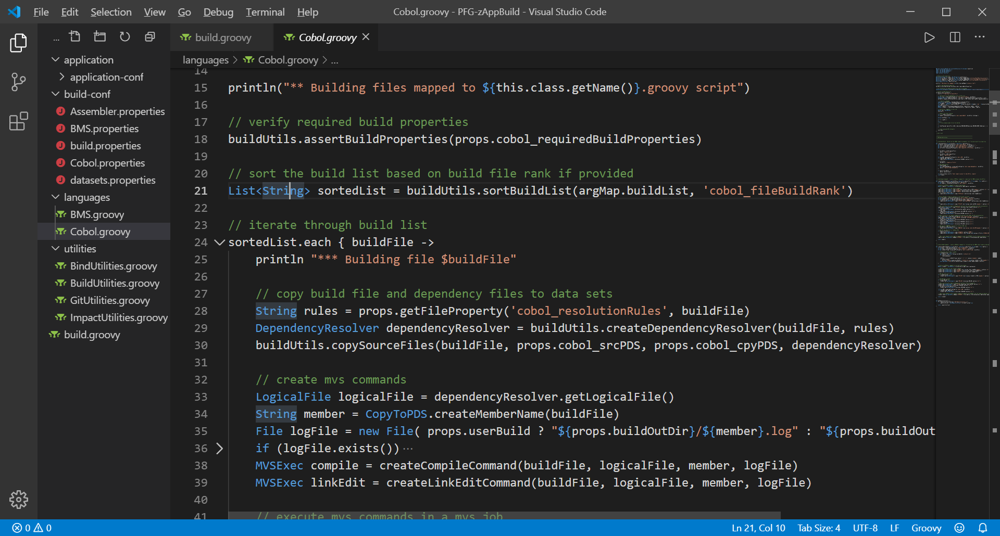 File Edit Selection View Go Debug Terminal Help
Cobol.groovy - PFG-zAppBuild - Visual Studio Code
...
application
application-conf
build-conf
Assembler.properties
BMS.properties
build.properties
Cobol.properties
datasets.properties
languages
BMS.groovy
Cobol.groovy
utilities
BindUtilities.groovy
BuildUtilities.groovy
GitUtilities.groovy
ImpactUtilities.groovy
build.groovy
build.groovy
Cobol.groovy
languages > Cobol.groovy > ...
14
15 println("** Building files mapped to ${this.class.getName()}.groovy script")
16
17 // verify required build properties
18 buildUtils.assertBuildProperties(props.cobol_requiredBuildProperties)
19
20 // sort the build list based on build file rank if provided
21 List<String> sortedList = buildUtils.sortBuildList(argMap.buildList, 'cobol_fileBuildRank')
22
23 // iterate through build list
24 sortedList.each { buildFile ->
25 println "*** Building file $buildFile"
26
27 // copy build file and dependency files to data sets
28 String rules = props.getFileProperty('cobol_resolutionRules', buildFile)
29 DependencyResolver dependencyResolver = buildUtils.createDependencyResolver(buildFile, rules)
30 buildUtils.copySourceFiles(buildFile, props.cobol_srcPDS, props.cobol_cpyPDS, dependencyResolver)
31
32 // create mvs commands
33 LogicalFile logicalFile = dependencyResolver.getLogicalFile()
34 String member = CopyToPDS.createMemberName(buildFile)
35 File logFile = new File( props.userBuild ? "${props.buildOutDir}/${member}.log" : "${props.buildOut
36 if (logFile.exists())···
38 MVSExec compile = createCompileCommand(buildFile, logicalFile, member, logFile)
39 MVSExec linkEdit = createLinkEditCommand(buildFile, logicalFile, member, logFile)
40
41 // execute mvs commands in a mvs job
0 0
Ln 21, Col 10 Tab Size: 4 UTF-8 LF Groovy